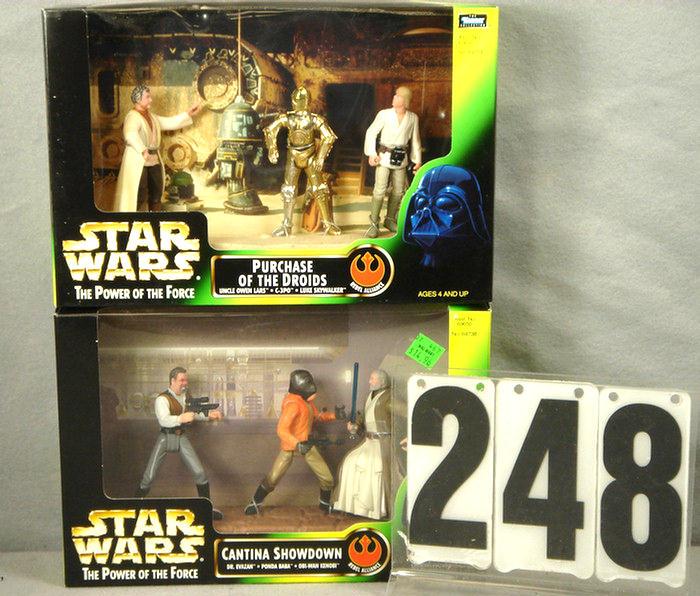 STAR
WARS
THE POWER OF THE FORCE
PURCHASE
OF THE DROIDS
UNCLE OWEN LARS • C-3PO • LUKE SKYWALKER
REBEL ALLIANCE
AGES 4 AND UP
STAR
WARS
THE POWER OF THE FORCE
CANTINA SHOWDOWN
DR. EVAZAN • PONDA BABA • OBI-WAN KENOBI
REBEL ALLIANCE
248